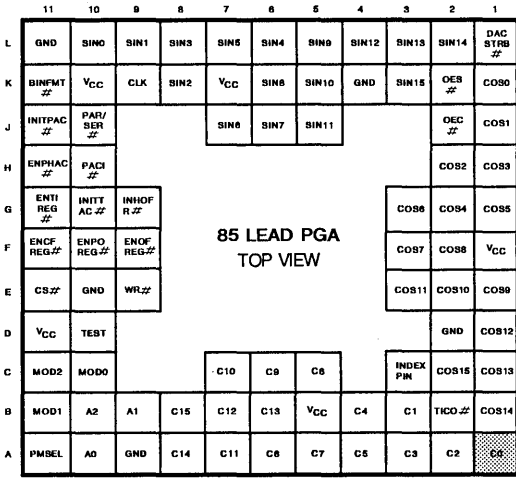 11 10 9 8 7 6 5 4 3 2 1
L GND SIN0 SIN1 SIN3 SIN5 SIN4 SIN9 SIN12 SIN13 SIN14 DAC STRB #
K BINFMT # VCC CLK SIN2 VCC SIN8 SIN10 GND SIN15 OES # COS0
J INITPAC # PAR/ SER # SIN6 SIN7 SIN11 OEC # COS1
H ENPHAC # PACI # COS2 COS3
G ENTI REG # INITT AC # INHOF R # COS6 COS4 COS5
F ENCF REG# ENPO REG# ENOF REG# COS7 COS8 VCC
85 LEAD PGA
TOP VIEW
E CS# GND WR# COS11 COS10 COS9
D VCC TEST GND COS12
C MOD2 MOD0 C10 C9 C8 INDEX PIN COS15 COS13
B MOD1 A2 A1 C15 C12 C13 VCC C4 C1 TICO# COS14
A PMSEL A0 GND C14 C11 C6 C7 C5 C3 C2 C0